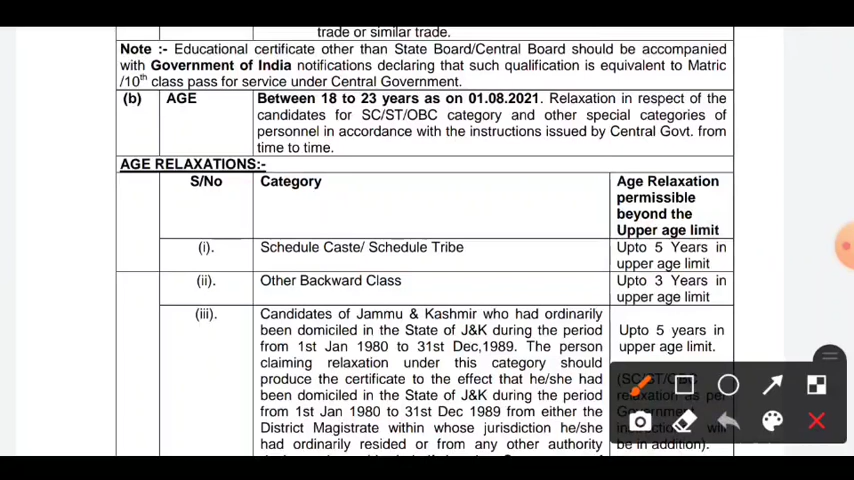 trade or similar trade.
Note :- Educational certificate other than State Board/Central Board should be accompanied
with Government of India notifications declaring that such qualification is equivalent to Matric
/10th class pass for service under Central Government.
(b) AGE Between 18 to 23 years as on 01.08.2021. Relaxation in respect of the
candidates for SC/ST/OBC category and other special categories of
personnel in accordance with the instructions issued by Central Govt. from
time to time.
AGE RELAXATIONS:-
S/No Category Age Relaxation
permissible
beyond the
Upper age limit
(i). Schedule Caste/ Schedule Tribe Upto 5 Years in
upper age limit
(ii). Other Backward Class Upto 3 Years in
upper age limit
(iii). Candidates of Jammu & Kashmir who had ordinarily
been domiciled in the State of J&K during the period
from 1st Jan 1980 to 31st Dec,1989. The person
claiming relaxation under this category should
produce the certificate to the effect that he/she had
been domiciled in the State of J&K during the period
from 1st Jan 1980 to 31st Dec 1989 from either the
District Magistrate within whose jurisdiction he/she
had ordinarily resided or from any other authority
Upto 5 years in
upper age limit.
(SC/ST/OBC
relaxation as per
Government
will
be in addition).